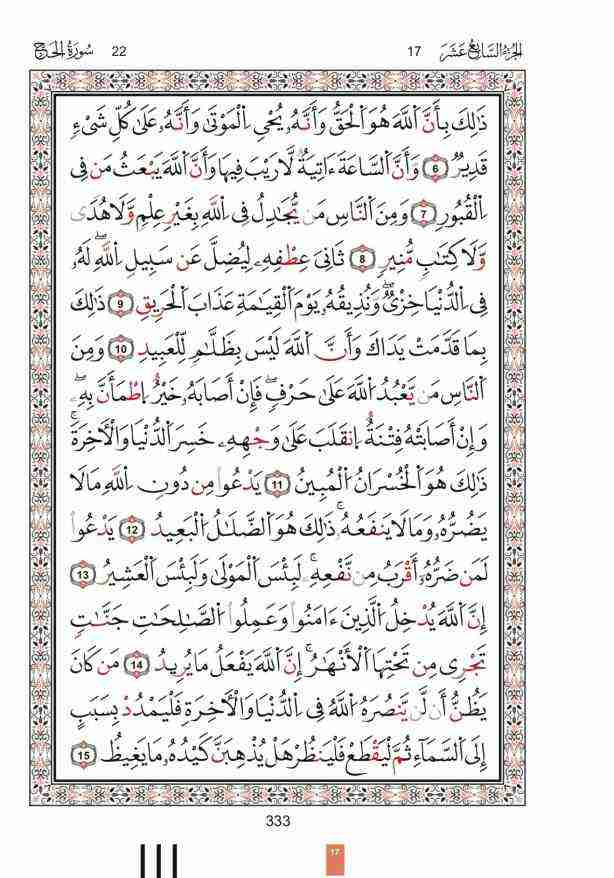 سُورَةُ الحَج 22 17 الجُزءُ السَّابِعُ عَشَرَ
ذَٰلِكَ بِأَنَّ ٱللَّهَ هُوَ ٱلْحَقُّ وَأَنَّهُۥ يُحْيِ ٱلْمَوْتَىٰ وَأَنَّهُۥ عَلَىٰ كُلِّ شَىْءٍ
قَدِيرٌ 6 وَأَنَّ ٱلسَّاعَةَ ءَاتِيَةٌ لَّا رَيْبَ فِيهَا وَأَنَّ ٱللَّهَ يَبْعَثُ مَن فِى
ٱلْقُبُورِ 7 وَمِنَ ٱلنَّاسِ مَن يُجَٰدِلُ فِى ٱللَّهِ بِغَيْرِ عِلْمٍ وَلَا هُدًى
وَلَا كِتَٰبٍ مُّنِيرٍ 8 ثَانِىَ عِطْفِهِۦ لِيُضِلَّ عَن سَبِيلِ ٱللَّهِۖ لَهُۥ
فِى ٱلدُّنْيَا خِزْىٌۖ وَنُذِيقُهُۥ يَوْمَ ٱلْقِيَٰمَةِ عَذَابَ ٱلْحَرِيقِ 9 ذَٰلِكَ
بِمَا قَدَّمَتْ يَدَاكَ وَأَنَّ ٱللَّهَ لَيْسَ بِظَلَّٰمٍ لِّلْعَبِيدِ 10 وَمِنَ
ٱلنَّاسِ مَن يَعْبُدُ ٱللَّهَ عَلَىٰ حَرْفٍۖ فَإِنْ أَصَابَهُۥ خَيْرٌ ٱطْمَأَنَّ بِهِۦۖ
وَإِنْ أَصَابَتْهُ فِتْنَةٌ ٱنقَلَبَ عَلَىٰ وَجْهِهِۦ خَسِرَ ٱلدُّنْيَا وَٱلْأَخِرَةَۚ
ذَٰلِكَ هُوَ ٱلْخُسْرَانُ ٱلْمُبِينُ 11 يَدْعُوا۟ مِن دُونِ ٱللَّهِ مَا لَا
يَضُرُّهُۥ وَمَا لَا يَنفَعُهُۥۚ ذَٰلِكَ هُوَ ٱلضَّلَٰلُ ٱلْبَعِيدُ 12 يَدْعُوا۟
لَمَن ضَرُّهُۥٓ أَقْرَبُ مِن نَّفْعِهِۦۚ لَبِئْسَ ٱلْمَوْلَىٰ وَلَبِئْسَ ٱلْعَشِيرُ 13
إِنَّ ٱللَّهَ يُدْخِلُ ٱلَّذِينَ ءَامَنُوا۟ وَعَمِلُوا۟ ٱلصَّٰلِحَٰتِ جَنَّٰتٍ
تَجْرِى مِن تَحْتِهَا ٱلْأَنْهَٰرُۚ إِنَّ ٱللَّهَ يَفْعَلُ مَا يُرِيدُ 14 مَن كَانَ
يَظُنُّ أَن لَّن يَنصُرَهُ ٱللَّهُ فِى ٱلدُّنْيَا وَٱلْأَخِرَةِ فَلْيَمْدُدْ بِسَبَبٍ
إِلَى ٱلسَّمَآءِ ثُمَّ لْيَقْطَعْ فَلْيَنظُرْ هَلْ يُذْهِبَنَّ كَيْدُهُۥ مَا يَغِيظُ 15
333
17